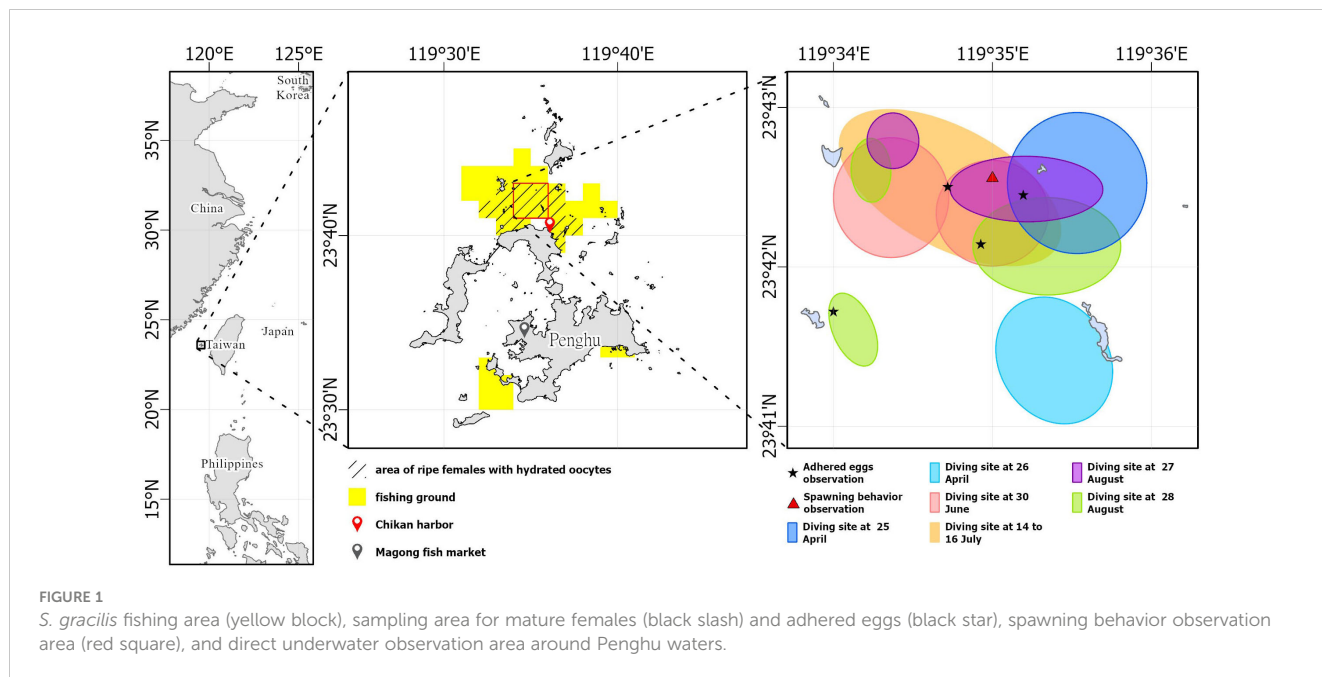 120°E 125°E
119°30'E 119°40'E
119°34'E 119°35'E 119°36'E
35°N
30°N
25°N
20°N
15°N
South
Korea
China
Japan
Taiwan
Philippines
23°40'N
23°30'N
Penghu
23°43'N
23°42'N
23°41'N
area of ripe females with hydrated oocytes
fishing ground
Chikan harbor
Magong fish market
Adhered eggs
observation
Spawning behavior
observation
Diving site at 25
April
Diving site at 26
April
Diving site at 30
June
Diving site at 14 to
16 July
Diving site at 27
August
Diving site at 28
August
FIGURE 1
S. gracilis fishing area (yellow block), sampling area for mature females (black slash) and adhered eggs (black star), spawning behavior observation
area (red square), and direct underwater observation area around Penghu waters.